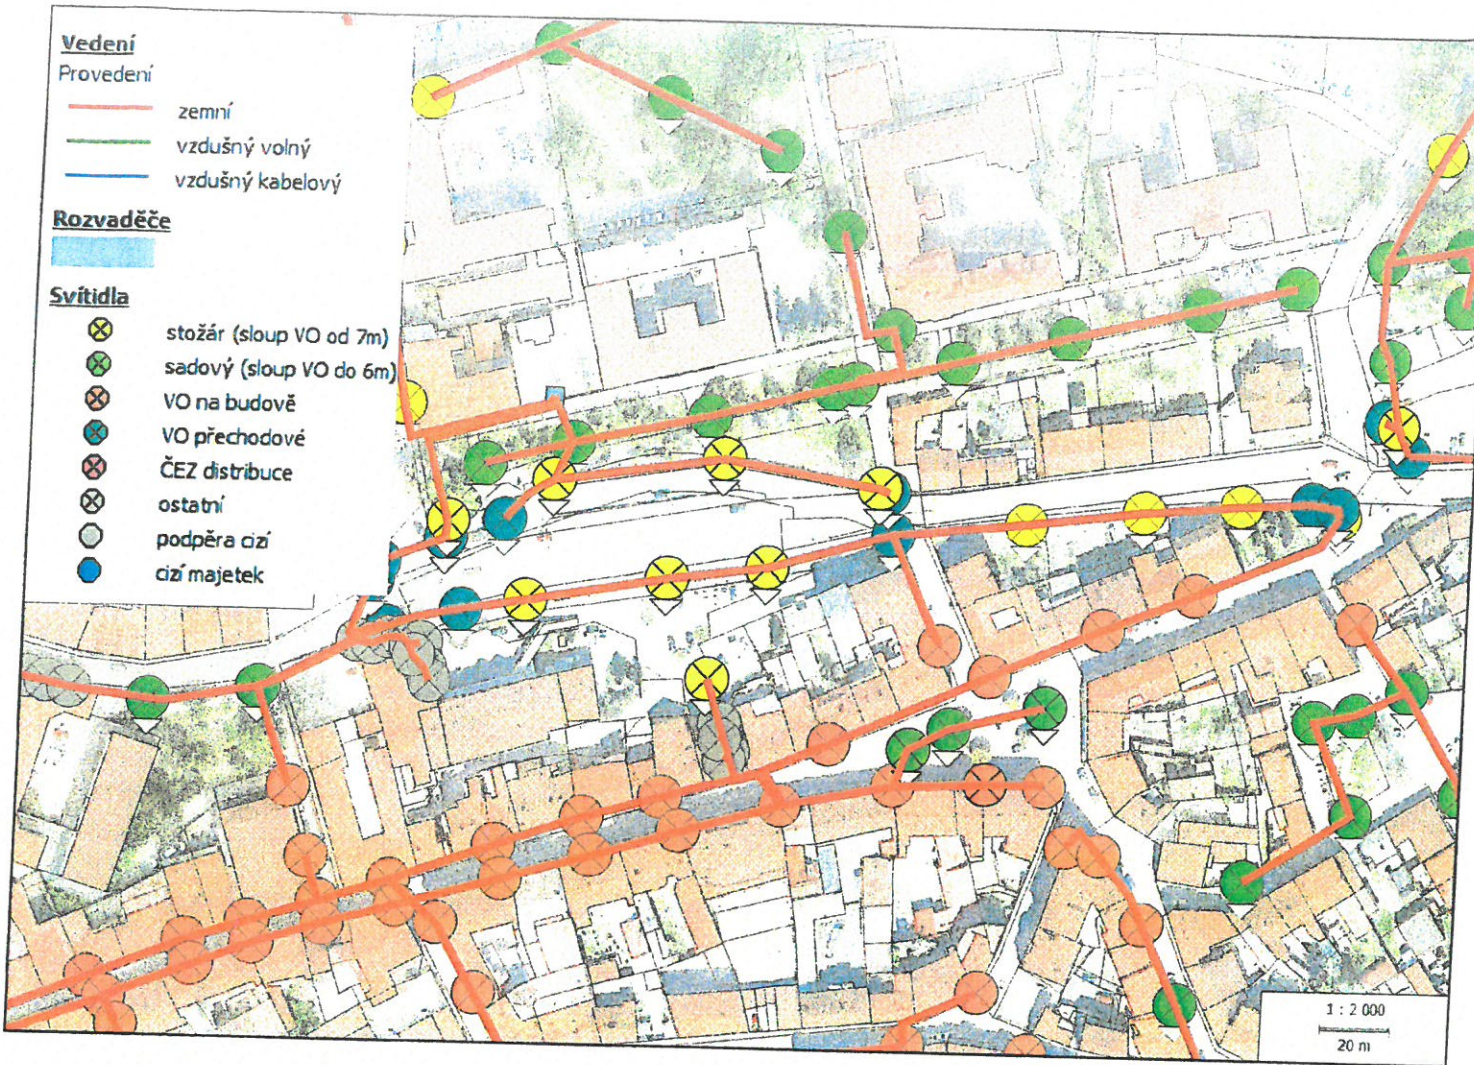 Vedení
Provedení
zemní
vzdušný volný
vzdušný kabelový
Rozvaděče
Svítidla
stožár (sloup VO od 7m)
sadový (sloup VO do 6m)
VO na budově
VO přechodové
ČEZ distribuce
ostatní
podpěra cizí
cizí majetek
1 : 2 000
20 m